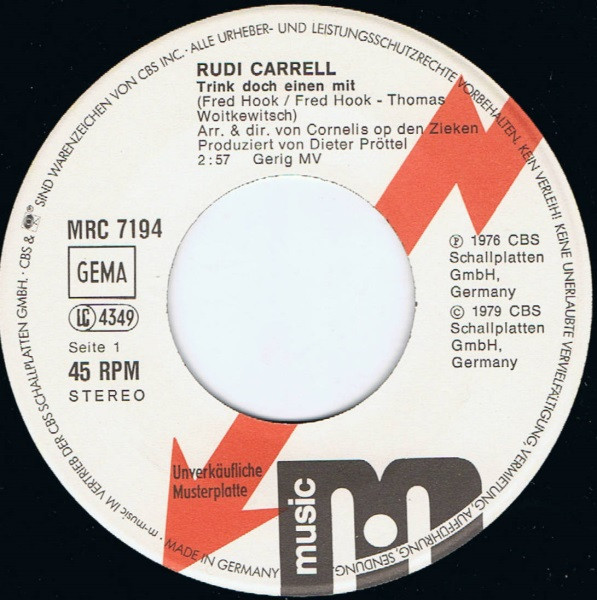 SIND WARENZEICHEN VON CBS INC. · ALLE URHEBER- UND LEISTUNGSSCHUTZRECHTE VORBEHALTEN. KEIN VERLEIH! KEINE UNERLAUBTE VERVIELFÄLTIGUNG, VERMIETUNG, AUFFÜHRUNG, SENDUNG
RUDI CARRELL
Trink doch einen mit
(Fred Hook / Fred Hook - Thomas
Woitkewitsch)
Arr. & dir. von Cornelis op den Zieken
Produziert von Dieter Pröttel
2:57 Gerig MV
MRC 7194
GEMA
LC 4349
Seite 1
45 RPM
STEREO
℗ 1976 CBS
Schallplatten
GmbH,
Germany
© 1979 CBS
Schallplatten
GmbH,
Germany
Unverkäufliche
Musterplatte
music
m
· MADE IN GERMANY
m-music IM VERTRIEB DER CBS SCHALLPLATTEN GMBH. · CBS &